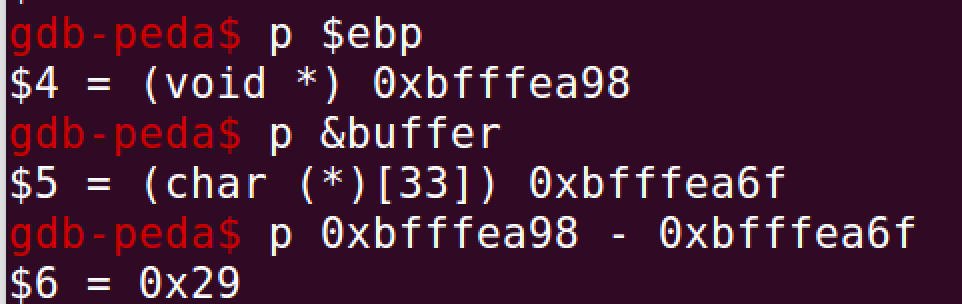 gdb-peda$ p $ebp
$4 = (void *) 0xbfffea98
gdb-peda$ p &buffer
$5 = (char (*)[33]) 0xbfffea6f
gdb-peda$ p 0xbfffea98 - 0xbfffea6f
$6 = 0x29